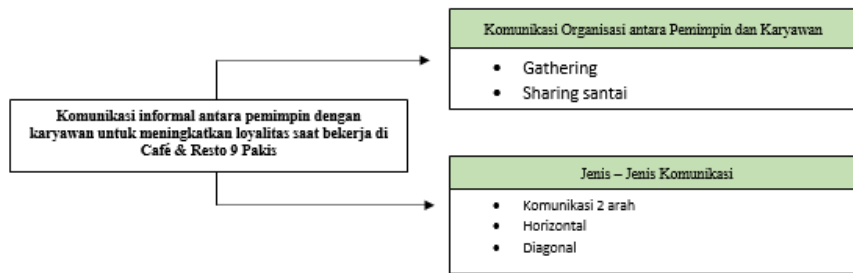 Komunikasi informal antara pemimpin dengan
karyawan untuk meningkatkan loyalitas saat bekerja di
Café & Resto 9 Pakis
Komunikasi Organisasi antara Pemimpin dan Karyawan
• Gathering
• Sharing santai
Jenis – Jenis Komunikasi
• Komunikasi 2 arah
• Horizontal
• Diagonal